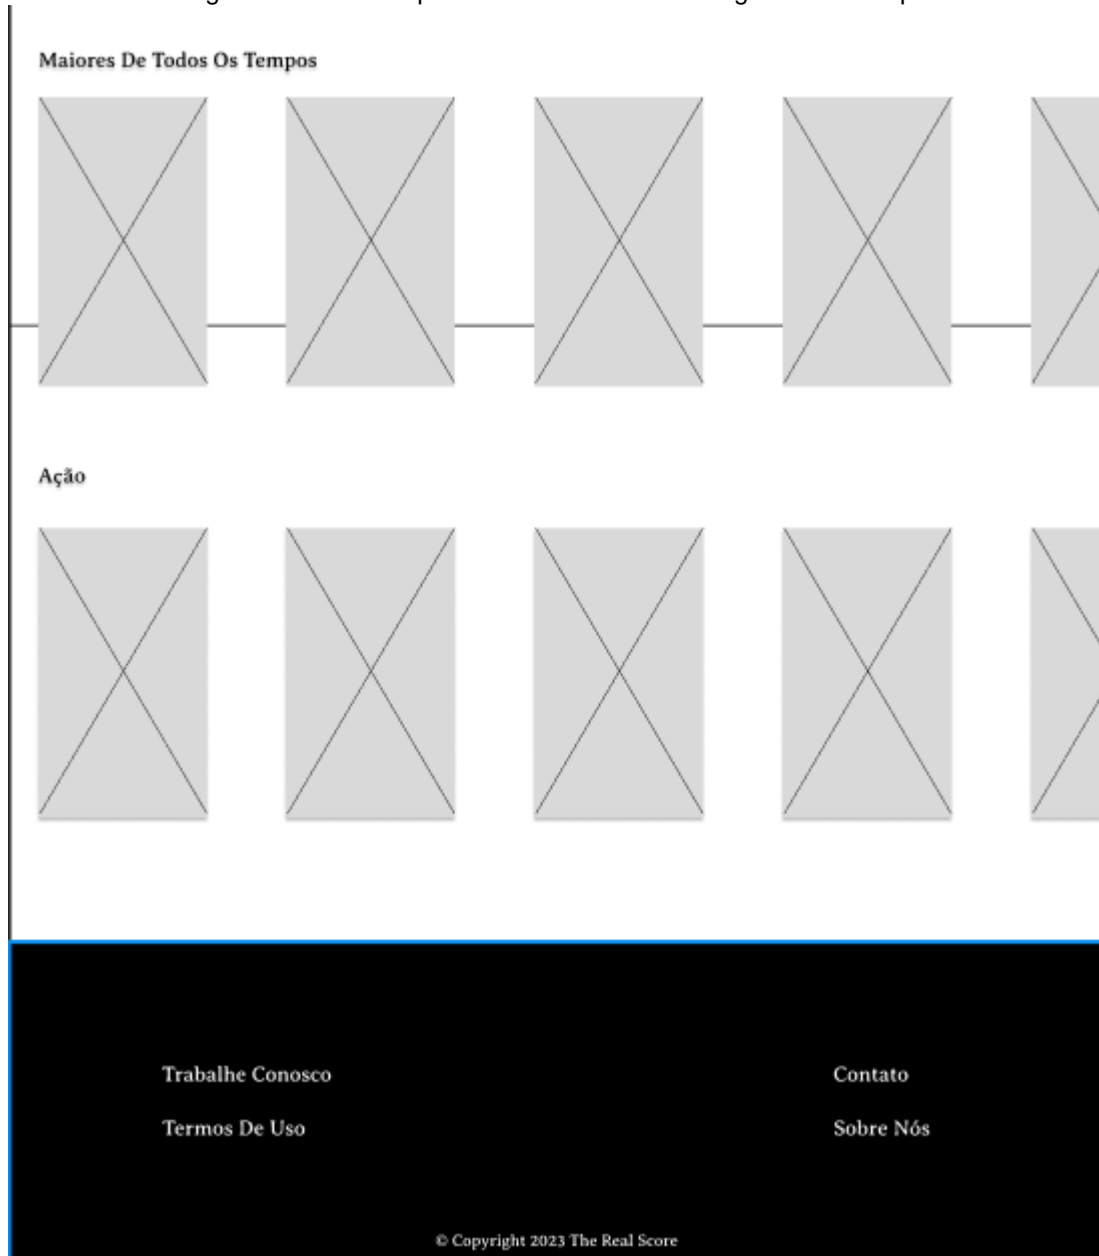 Maiores De Todos Os Tempos
Ação
Trabalhe Conosco
Contato
Termos De Uso
Sobre Nós
© Copyright 2023 The Real Score